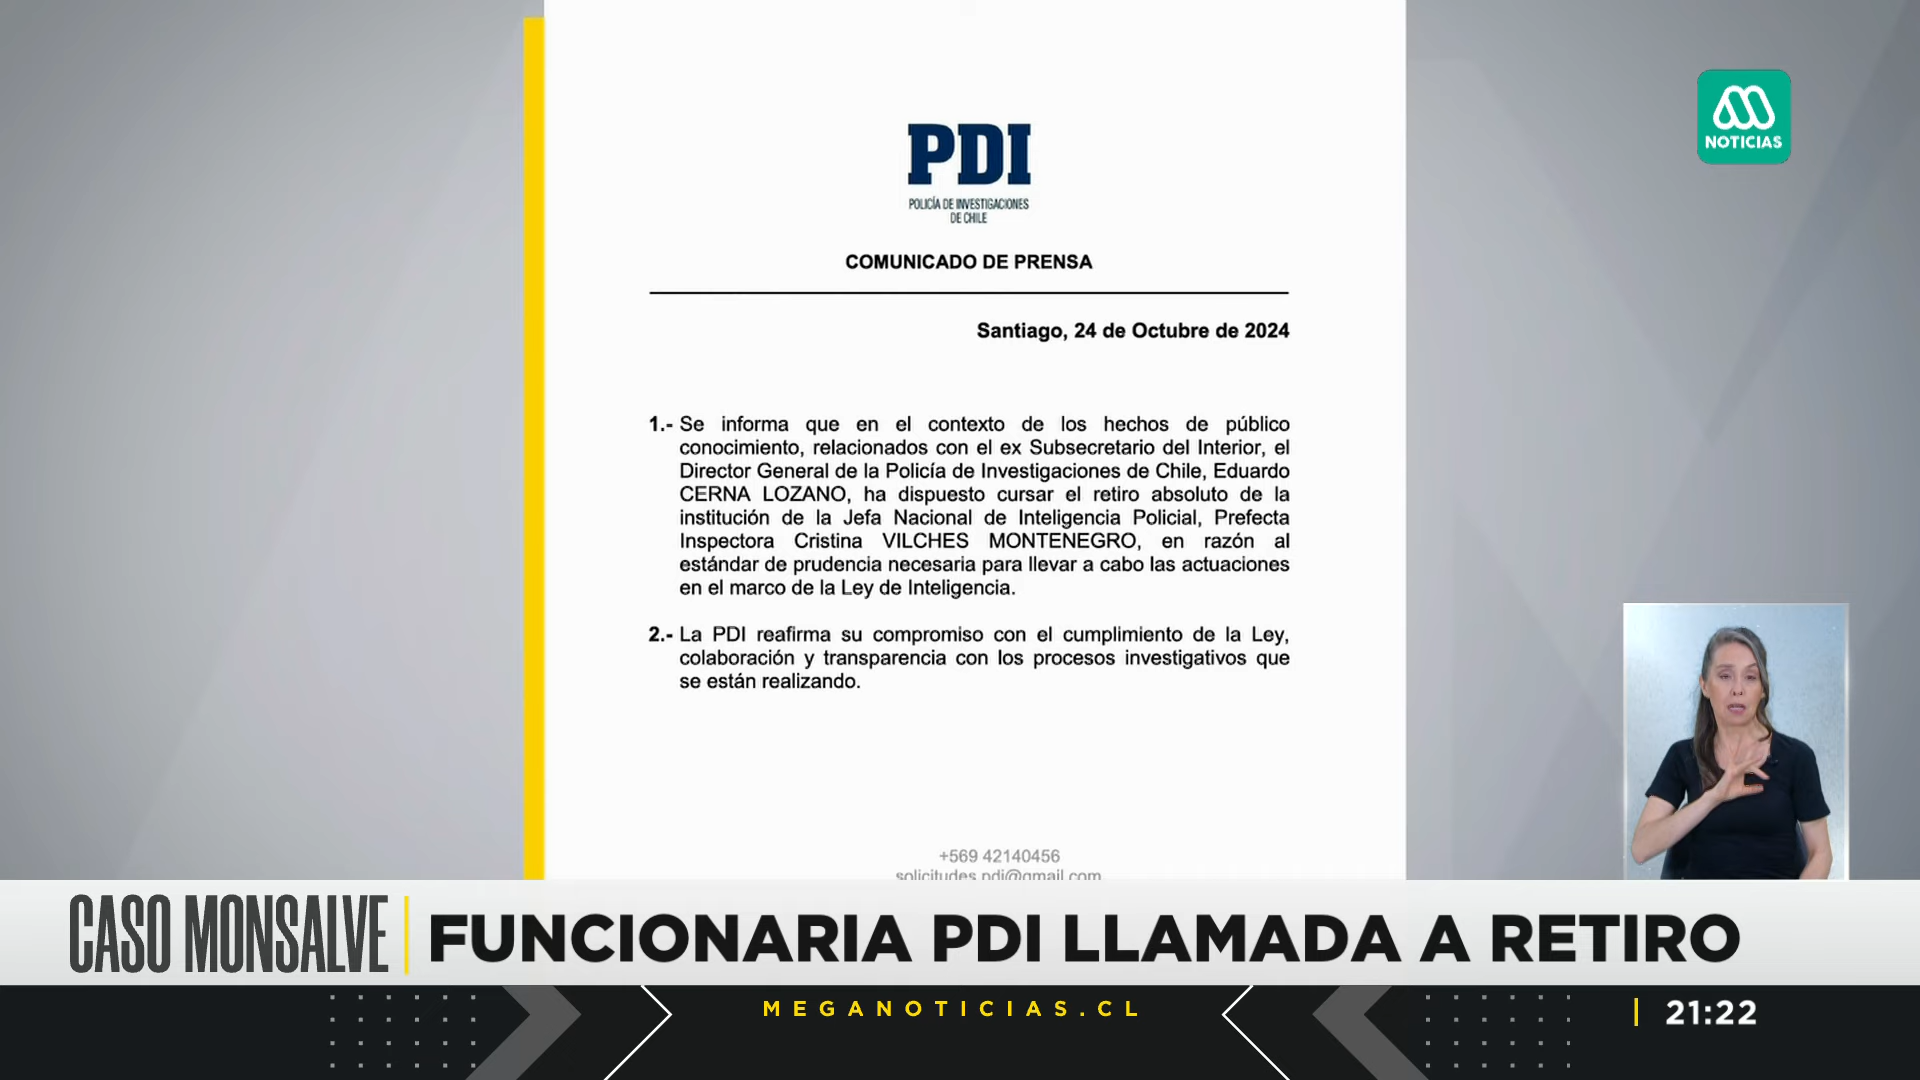 NOTICIAS
PDI
POLICÍA DE INVESTIGACIONES
DE CHILE
COMUNICADO DE PRENSA
Santiago, 24 de Octubre de 2024
1.- Se informa que en el contexto de los hechos de público
conocimiento, relacionados con el ex Subsecretario del Interior, el
Director General de la Policía de Investigaciones de Chile, Eduardo
CERNA LOZANO, ha dispuesto cursar el retiro absoluto de la
institución de la Jefa Nacional de Inteligencia Policial, Prefecta
Inspectora Cristina VILCHES MONTENEGRO, en razón al
estándar de prudencia necesaria para llevar a cabo las actuaciones
en el marco de la Ley de Inteligencia.
2.- La PDI reafirma su compromiso con el cumplimiento de la Ley,
colaboración y transparencia con los procesos investigativos que
se están realizando.
+569 42140456
solicitudes.pdi@gmail.com
CASO MONSALVE
FUNCIONARIA PDI LLAMADA A RETIRO
MEGANOTICIAS.CL
21:22